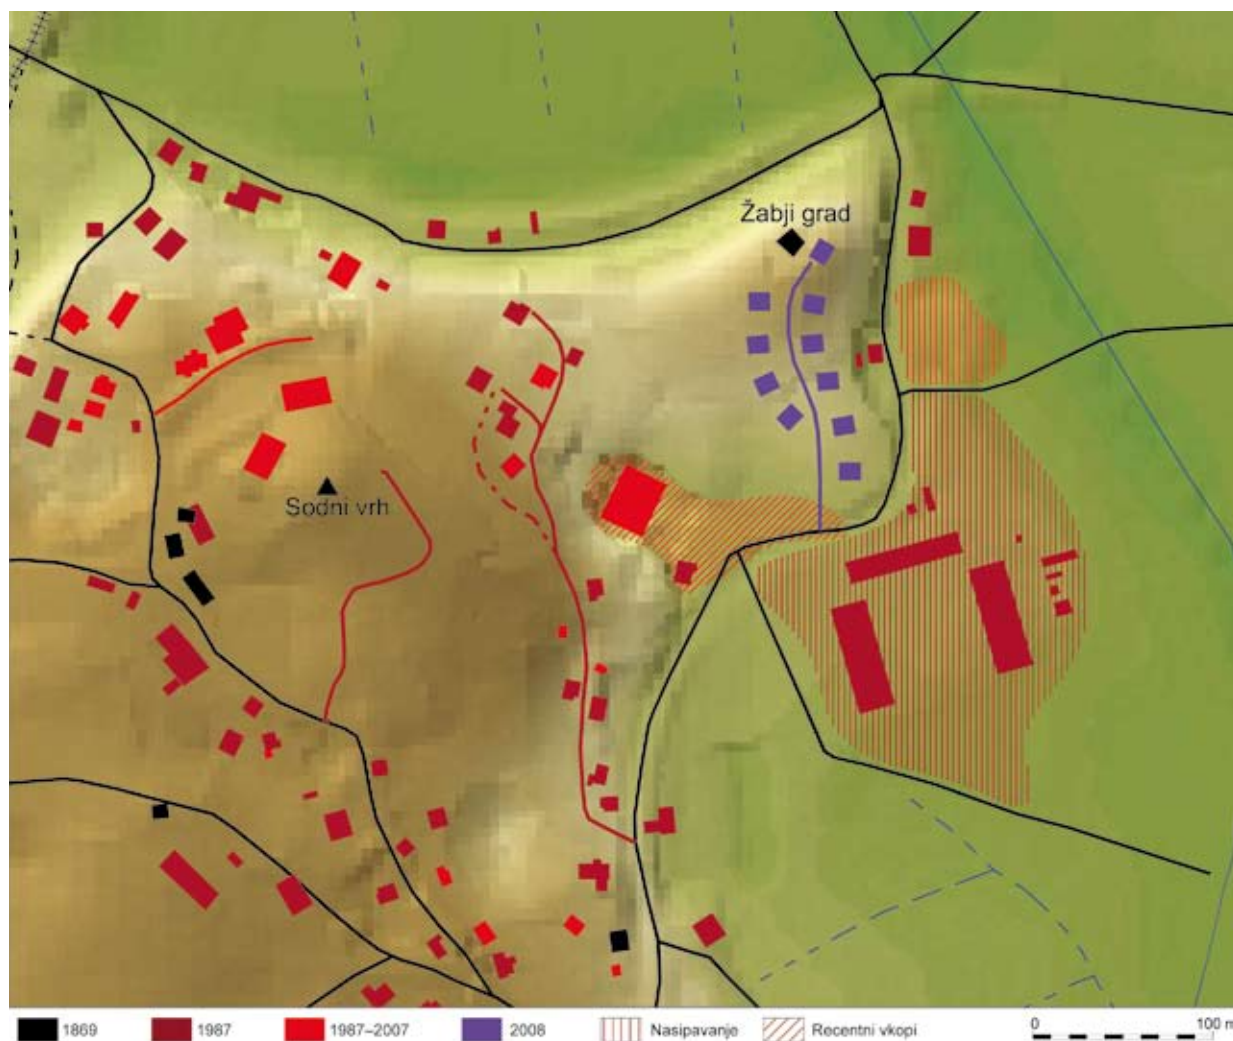 Žabji grad
Sodni vrh
1869 1987 1987–2007 2008 Nasipavanje Recentni vkopi 0 100 m